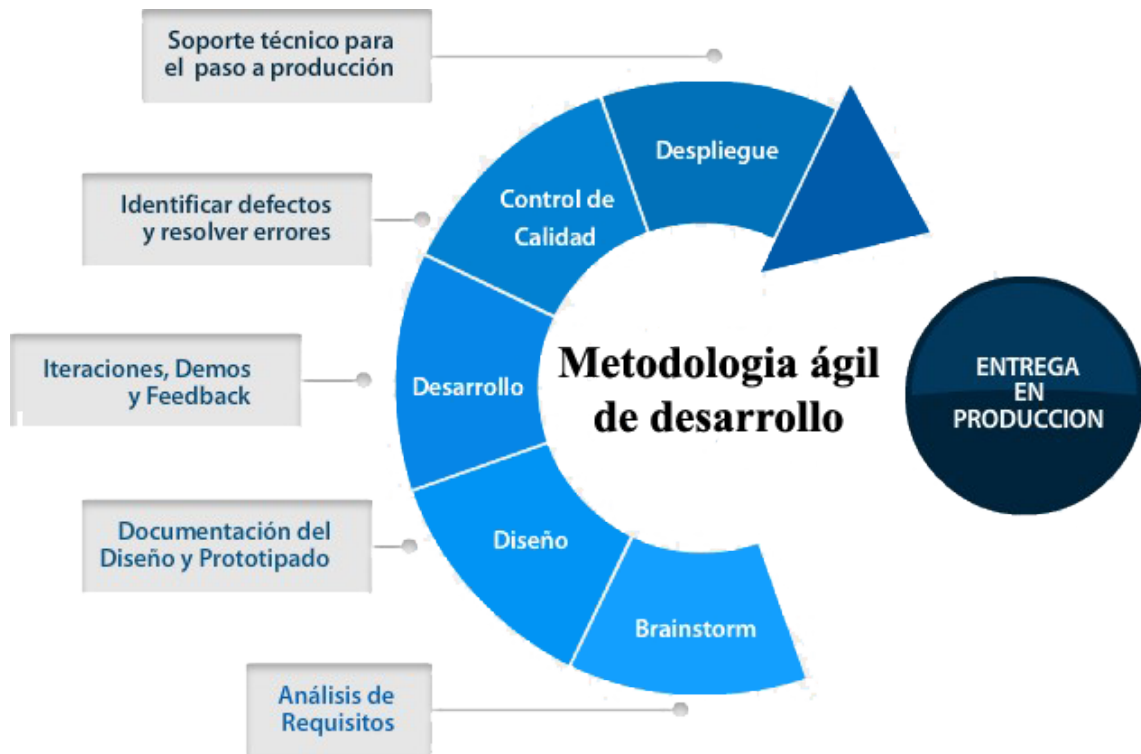 Soporte técnico para
el paso a producción
Despliegue
Control de
Calidad
Identificar defectos
y resolver errores
Iteraciones, Demos
y Feedback
Desarrollo
Metodologia ágil
de desarrollo
ENTREGA
EN
PRODUCCION
Documentación del
Diseño y Prototipado
Diseño
Brainstorm
Análisis de
Requisitos